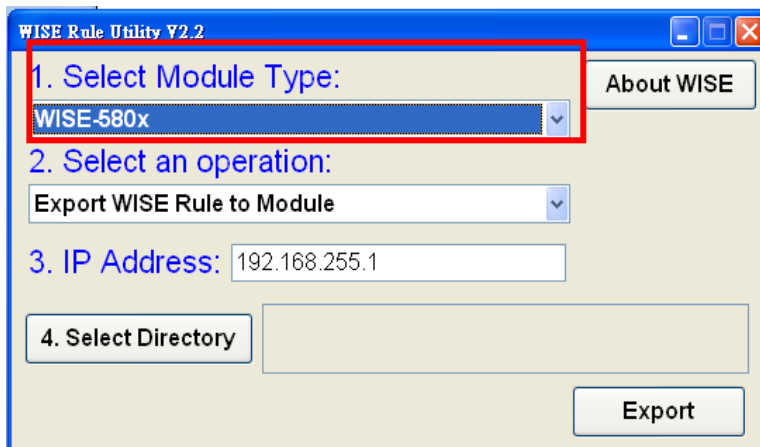 WISE Rule Utility V2.2
1. Select Module Type:
About WISE
WISE-580x
2. Select an operation:
Export WISE Rule to Module
3. IP Address: 192.168.255.1
4. Select Directory
Export